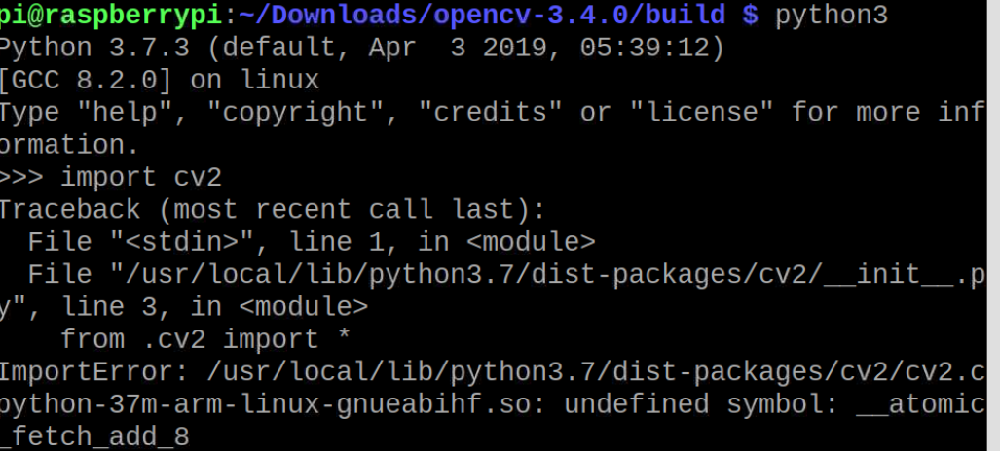 pi@raspberrypi:~/Downloads/opencv-3.4.0/build $ python3
Python 3.7.3 (default, Apr  3 2019, 05:39:12)
[GCC 8.2.0] on linux
Type "help", "copyright", "credits" or "license" for more inf
ormation.
>>> import cv2
Traceback (most recent call last):
  File "<stdin>", line 1, in <module>
  File "/usr/local/lib/python3.7/dist-packages/cv2/__init__.p
y", line 3, in <module>
    from .cv2 import *
ImportError: /usr/local/lib/python3.7/dist-packages/cv2/cv2.c
python-37m-arm-linux-gnueabihf.so: undefined symbol: __atomic
_fetch_add_8